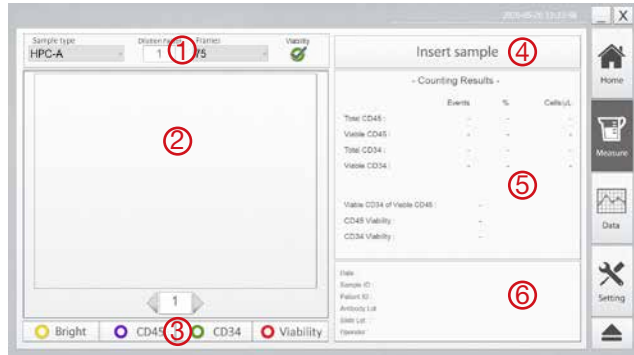 Sample type Dilution Frames Viability
HPC-A 1 75
①
②
1
Bright CD45 CD34 Viability
③
Insert sample
④
- Counting Results -
Events % Cells/μL
Total CD45 : - - -
Viable CD45 : - - -
Total CD34 : - - -
Viable CD34 : - - -
⑤
Viable CD34 of Viable CD45 : -
CD45 Viability : -
CD34 Viability : -
Date
Sample ID :
Patient ID :
Antibody Lot
Slide Lot :
Operator
⑥
X
Home
Measure
Data
Setting